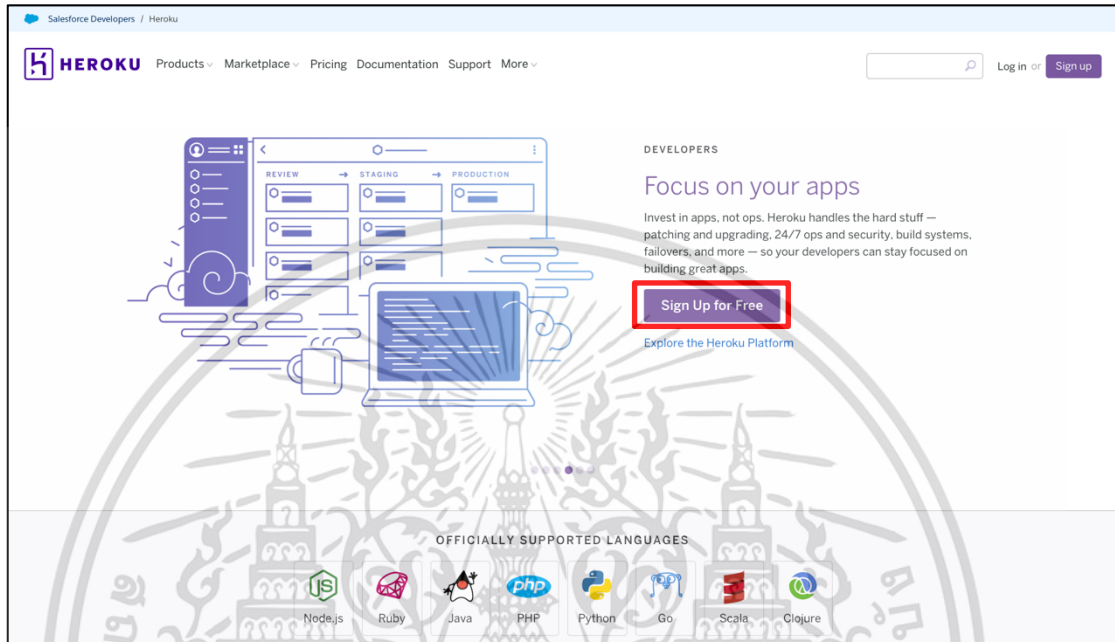 Salesforce Developers / Heroku
HEROKU Products Marketplace Pricing Documentation Support More Log in or Sign up
REVIEW → STAGING → PRODUCTION
DEVELOPERS
Focus on your apps
Invest in apps, not ops. Heroku handles the hard stuff —
patching and upgrading, 24/7 ops and security, build systems,
failovers, and more — so your developers can stay focused on
building great apps.
Sign Up for Free
Explore the Heroku Platform
OFFICIALLY SUPPORTED LANGUAGES
JS php
Node.js Ruby Java PHP Python Go Scala Clojure